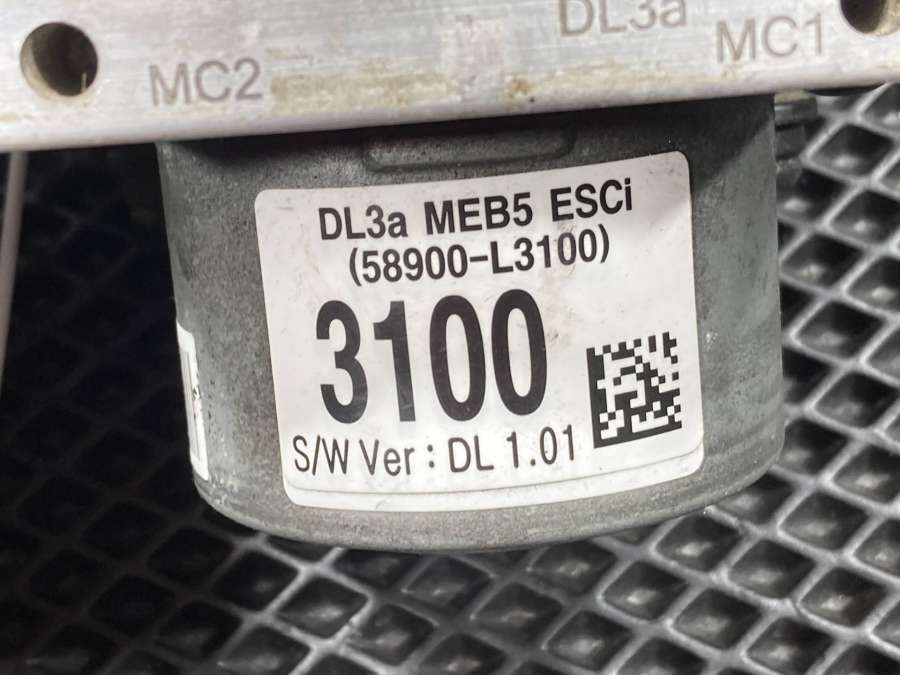 DL3a
MC2
MC1
DL3a MEB5 ESCi
(58900-L3100)
3100
S/W Ver : DL 1.01